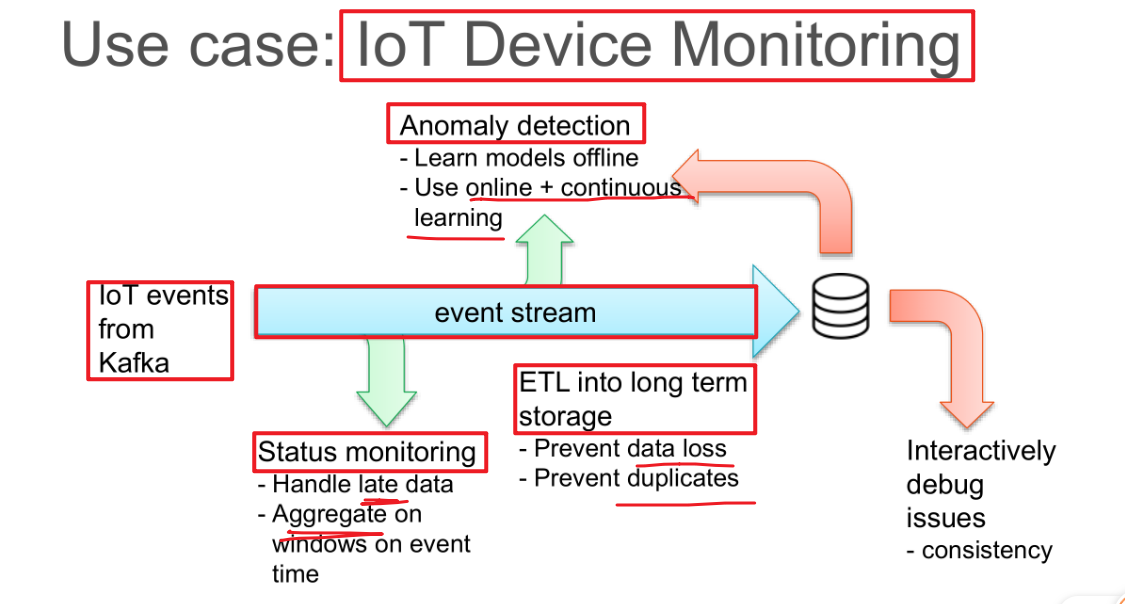 Use case: IoT Device Monitoring
Anomaly detection
- Learn models offline
- Use online + continuous
learning
IoT events
from
Kafka
event stream
ETL into long term
storage
- Prevent data loss
- Prevent duplicates
Status monitoring
- Handle late data
- Aggregate on
windows on event
time
Interactively
debug
issues
- consistency